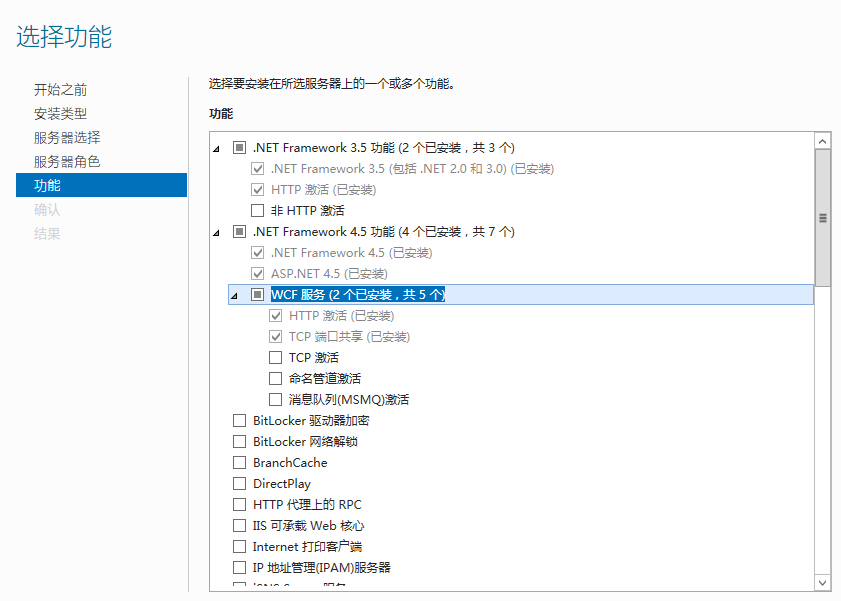 选择功能
开始之前
安装类型
服务器选择
服务器角色
功能
确认
结果
选择要安装在所选服务器上的一个或多个功能。
功能
.NET Framework 3.5 功能 (2 个已安装，共 3 个)
.NET Framework 3.5 (包括 .NET 2.0 和 3.0) (已安装)
HTTP 激活 (已安装)
非 HTTP 激活
.NET Framework 4.5 功能 (4 个已安装，共 7 个)
.NET Framework 4.5 (已安装)
ASP.NET 4.5 (已安装)
WCF 服务 (2 个已安装，共 5 个)
HTTP 激活 (已安装)
TCP 端口共享 (已安装)
TCP 激活
命名管道激活
消息队列(MSMQ)激活
BitLocker 驱动器加密
BitLocker 网络解锁
BranchCache
DirectPlay
HTTP 代理上的 RPC
IIS 可承载 Web 核心
Internet 打印客户端
IP 地址管理(IPAM)服务器